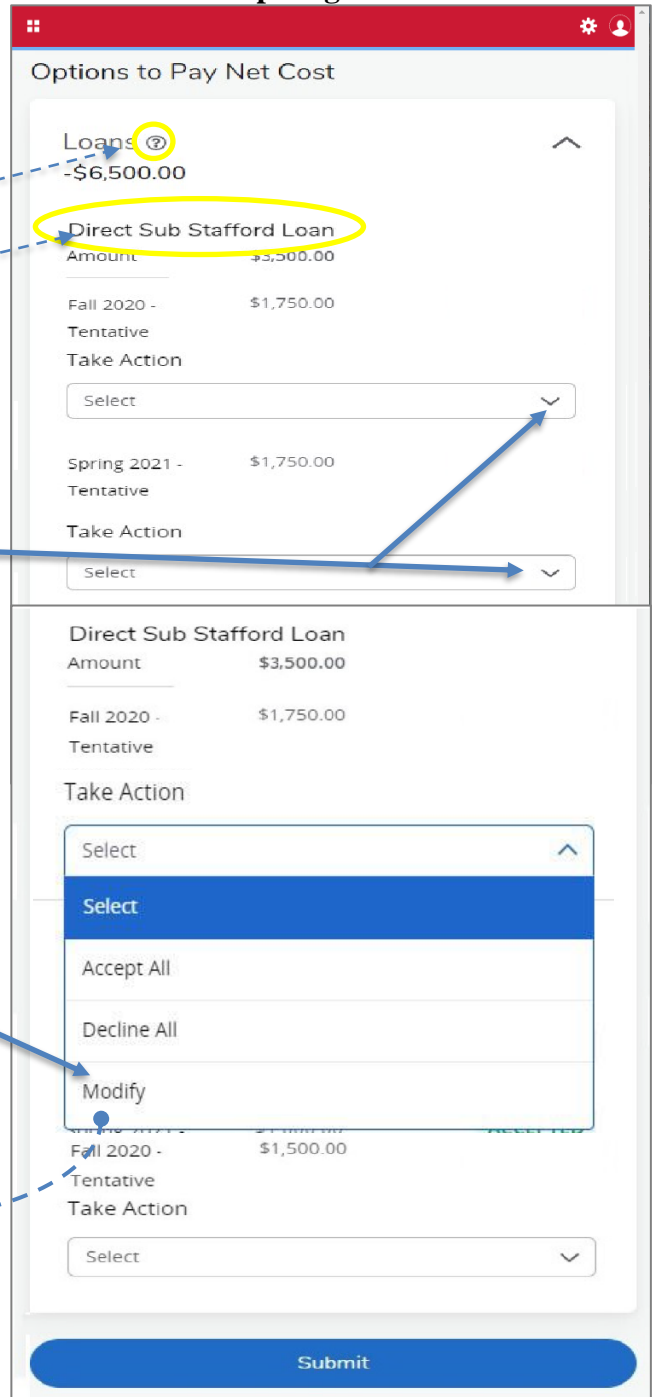 Options to Pay Net Cost
Loans ?
-$6,500.00
Direct Sub Stafford Loan
Amount $3,500.00
Fall 2020 - $1,750.00
Tentative
Take Action
Select
Spring 2021 - $1,750.00
Tentative
Take Action
Select
Direct Sub Stafford Loan
Amount $3,500.00
Fall 2020 - $1,750.00
Tentative
Take Action
Select
Select
Accept All
Decline All
Modify
Fall 2020 - $1,500.00
Tentative
Take Action
Select
Submit